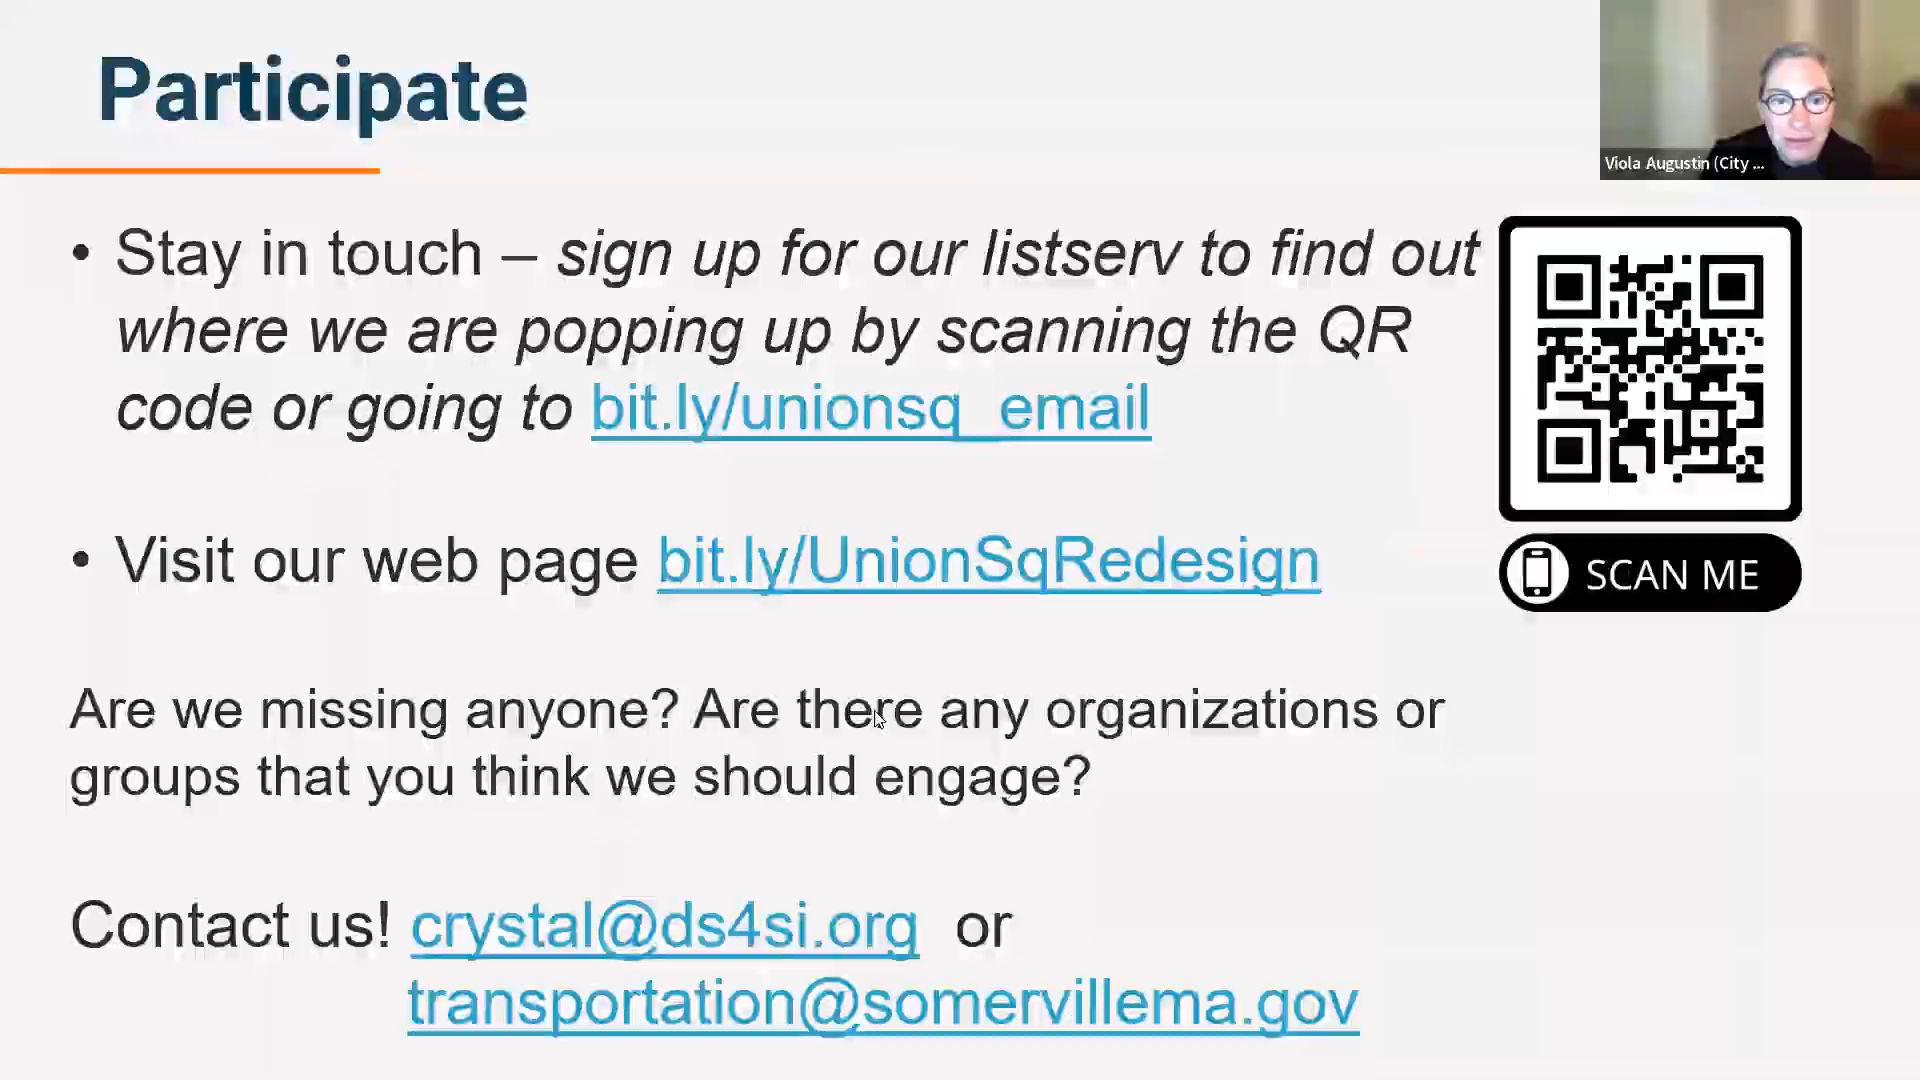 Participate
Viola Augustin (City ...
• Stay in touch – sign up for our listserv to find out
where we are popping up by scanning the QR
code or going to bit.ly/unionsq_email
• Visit our web page bit.ly/UnionSqRedesign
SCAN ME
Are we missing anyone? Are there any organizations or
groups that you think we should engage?
Contact us! crystal@ds4si.org or
transportation@somervillema.gov